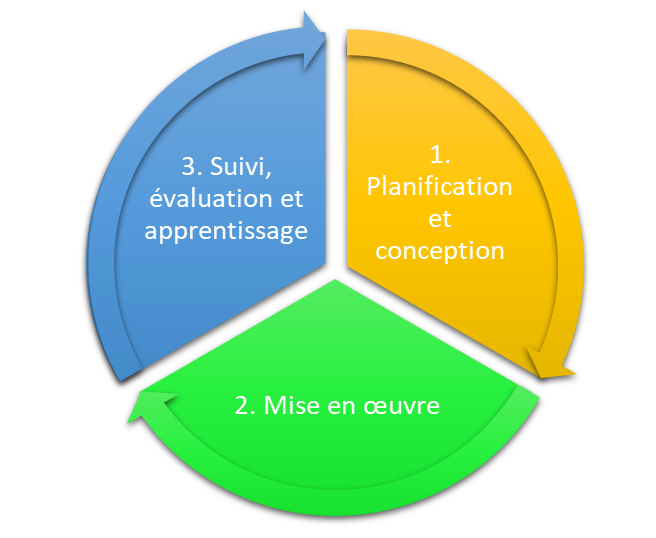 1.
Planification
et
conception
2. Mise en œuvre
3. Suivi,
évaluation et
apprentissage